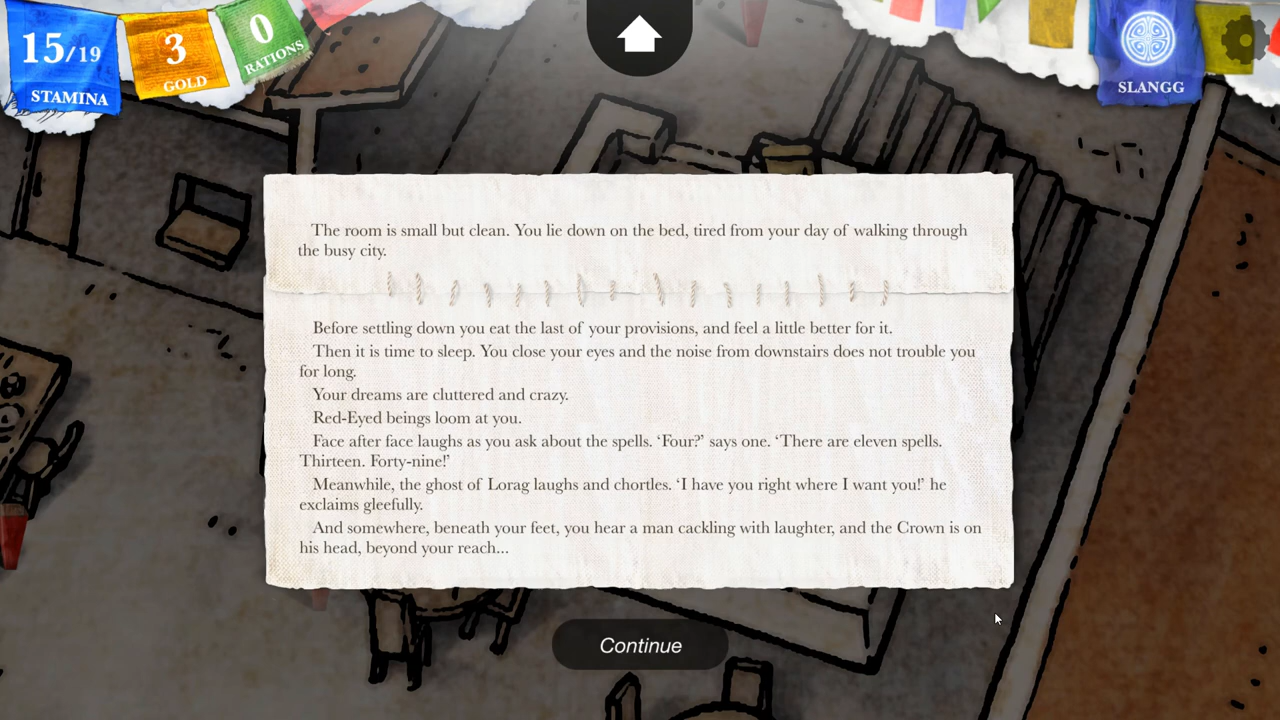 15/19
STAMINA
3
GOLD
0
RATIONS
SLANGG
The room is small but clean. You lie down on the bed, tired from your day of walking through
the busy city.
Before settling down you eat the last of your provisions, and feel a little better for it.
Then it is time to sleep. You close your eyes and the noise from downstairs does not trouble you
for long.
Your dreams are cluttered and crazy.
Red-Eyed beings loom at you.
Face after face laughs as you ask about the spells. ‘Four?’ says one. ‘There are eleven spells.
Thirteen. Forty-nine!’
Meanwhile, the ghost of Lorag laughs and chortles. ‘I have you right where I want you!’ he
exclaims gleefully.
And somewhere, beneath your feet, you hear a man cackling with laughter, and the Crown is on
his head, beyond your reach...
Continue